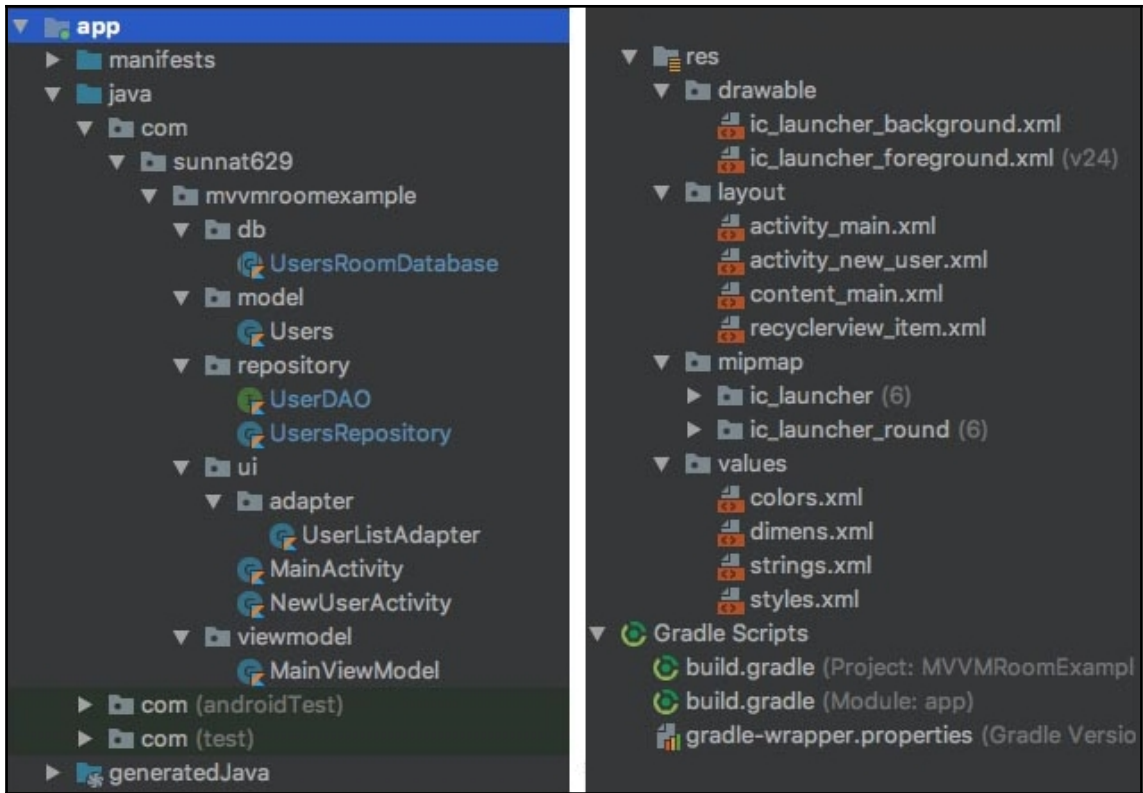 app
manifests
java
com
sunnat629
mvvmroomexample
db
UsersRoomDatabase
model
Users
repository
UserDAO
UsersRepository
ui
adapter
UserListAdapter
MainActivity
NewUserActivity
viewmodel
MainViewModel
com (androidTest)
com (test)
generatedJava
res
drawable
ic_launcher_background.xml
ic_launcher_foreground.xml (v24)
layout
activity_main.xml
activity_new_user.xml
content_main.xml
recyclerview_item.xml
mipmap
ic_launcher (6)
ic_launcher_round (6)
values
colors.xml
dimens.xml
strings.xml
styles.xml
Gradle Scripts
build.gradle (Project: MVVMRoomExampl
build.gradle (Module: app)
gradle-wrapper.properties (Gradle Versio